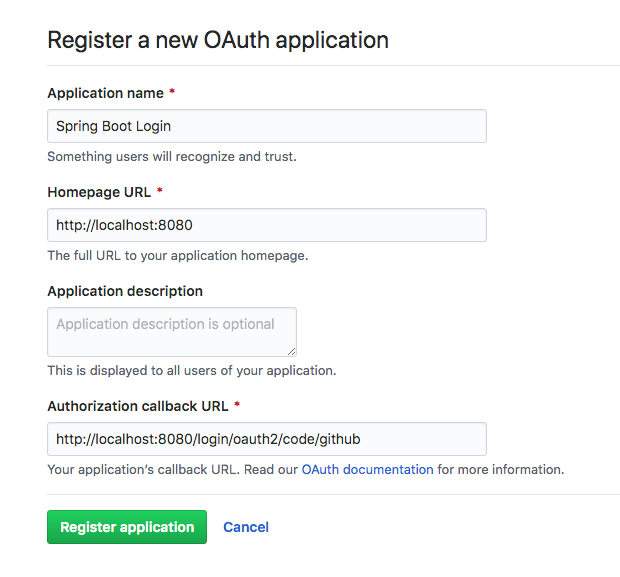 Register a new OAuth application
Application name *
Spring Boot Login
Something users will recognize and trust.
Homepage URL *
http://localhost:8080
The full URL to your application homepage.
Application description
Application description is optional
This is displayed to all users of your application.
Authorization callback URL *
http://localhost:8080/login/oauth2/code/github
Your application’s callback URL. Read our OAuth documentation for more information.
Register application Cancel